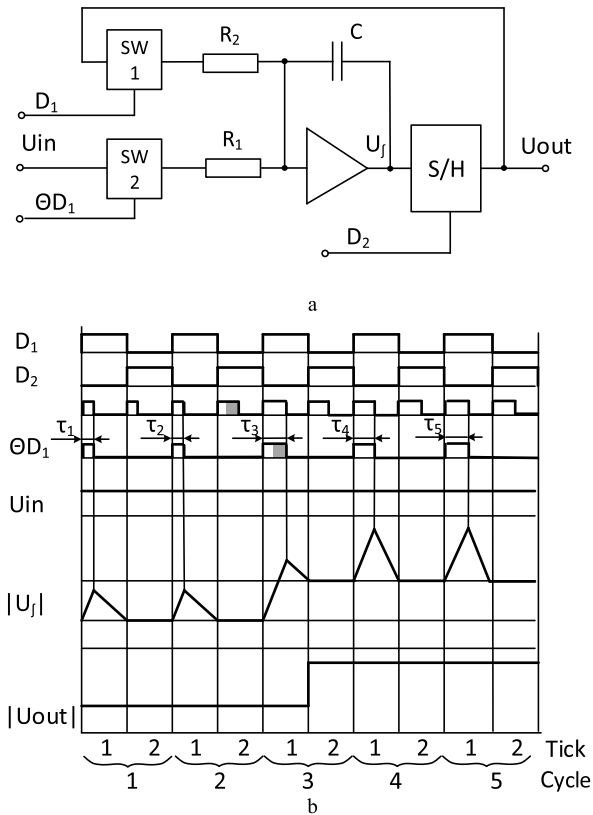 R2
C
SW
1
D1
Uin
SW
2
R1
U∫
S/H
Uout
ΘD1
D2
a
D1
D2
τ1
τ2
τ3
τ4
τ5
ΘD1
Uin
|U∫|
|Uout|
1 2 1 2 1 2 1 2 1 2 Tick
1 2 3 4 5 Cycle
b